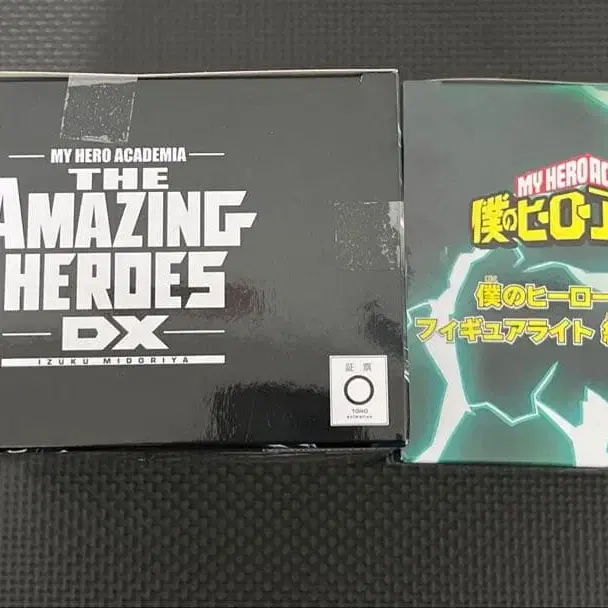 MY HERO ACADEMIA
THE
AMAZING
HEROES
DX
IZUKU MIDORIYA
証票
TOHO
animation
MY HERO
僕のヒーロー
僕のヒーロー
フィギュアライト